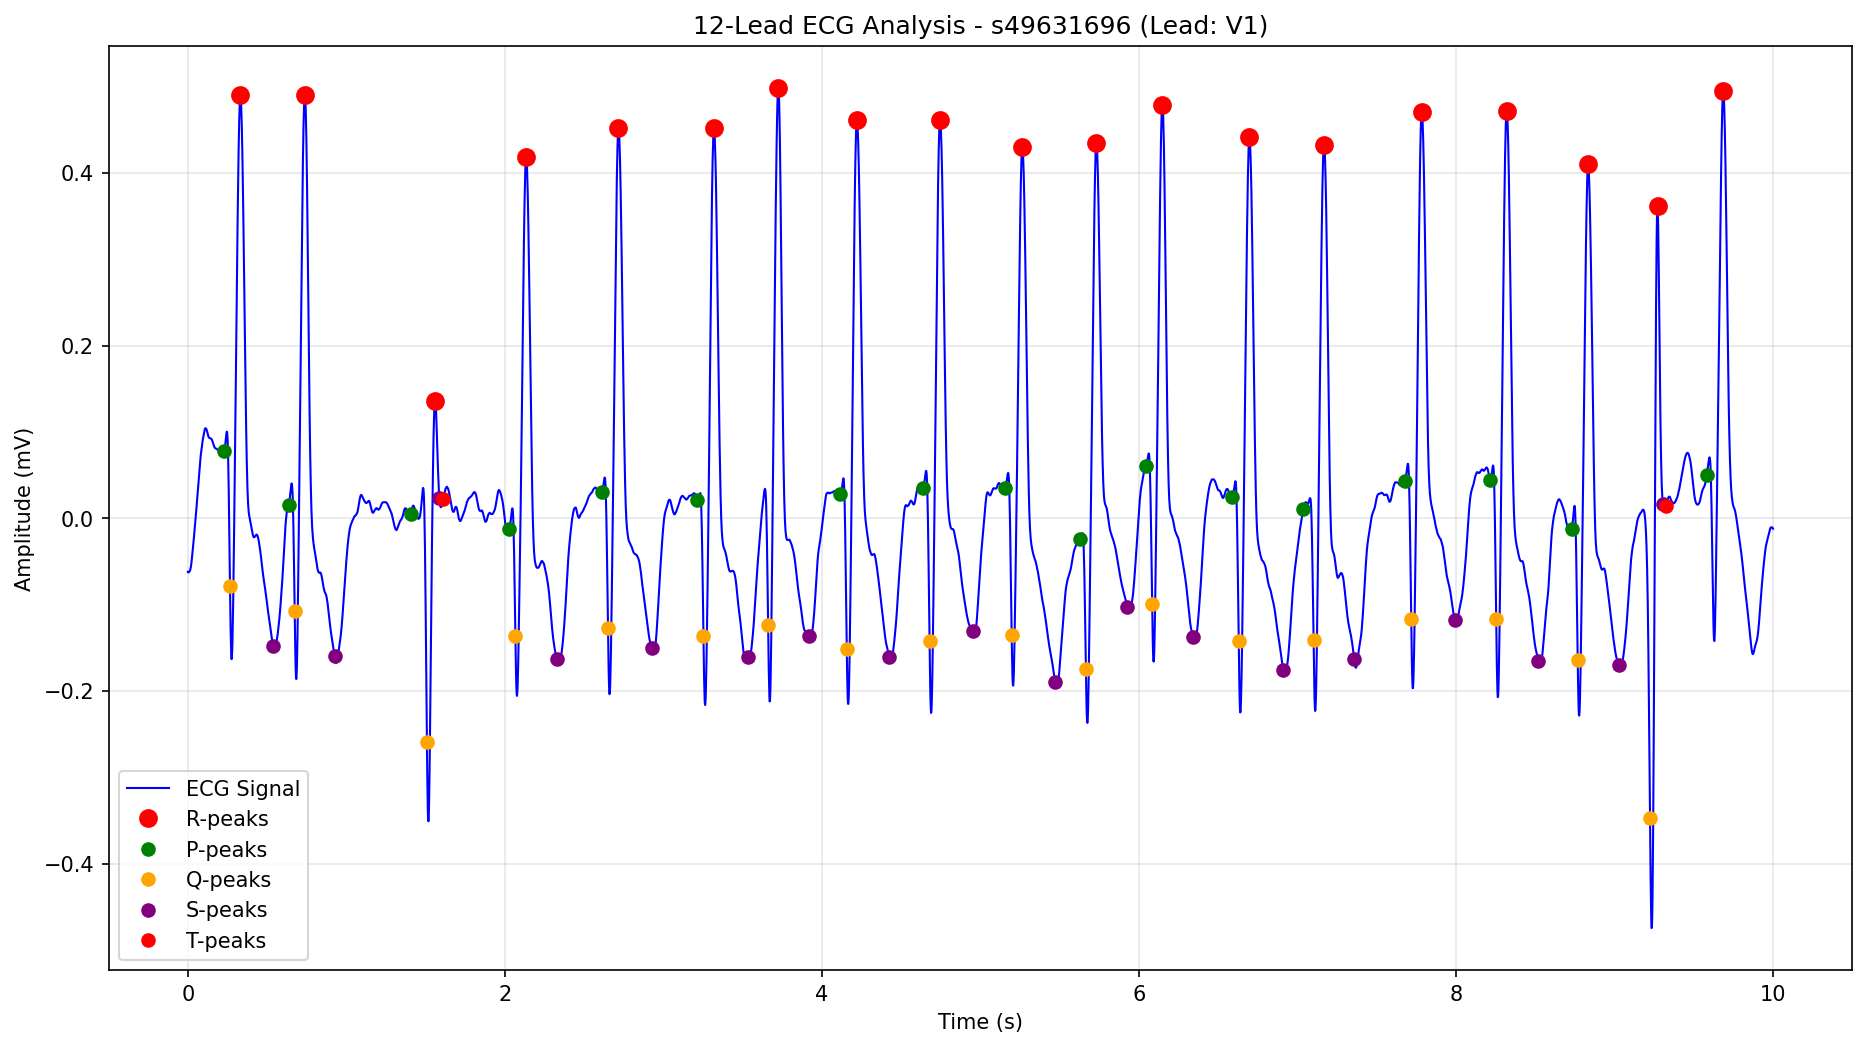 12-Lead ECG Analysis - s49631696 (Lead: V1)
Amplitude (mV)
0.4
0.2
0.0
−0.2
−0.4
ECG Signal
R-peaks
P-peaks
Q-peaks
S-peaks
T-peaks
0 2 4 6 8 10
Time (s)